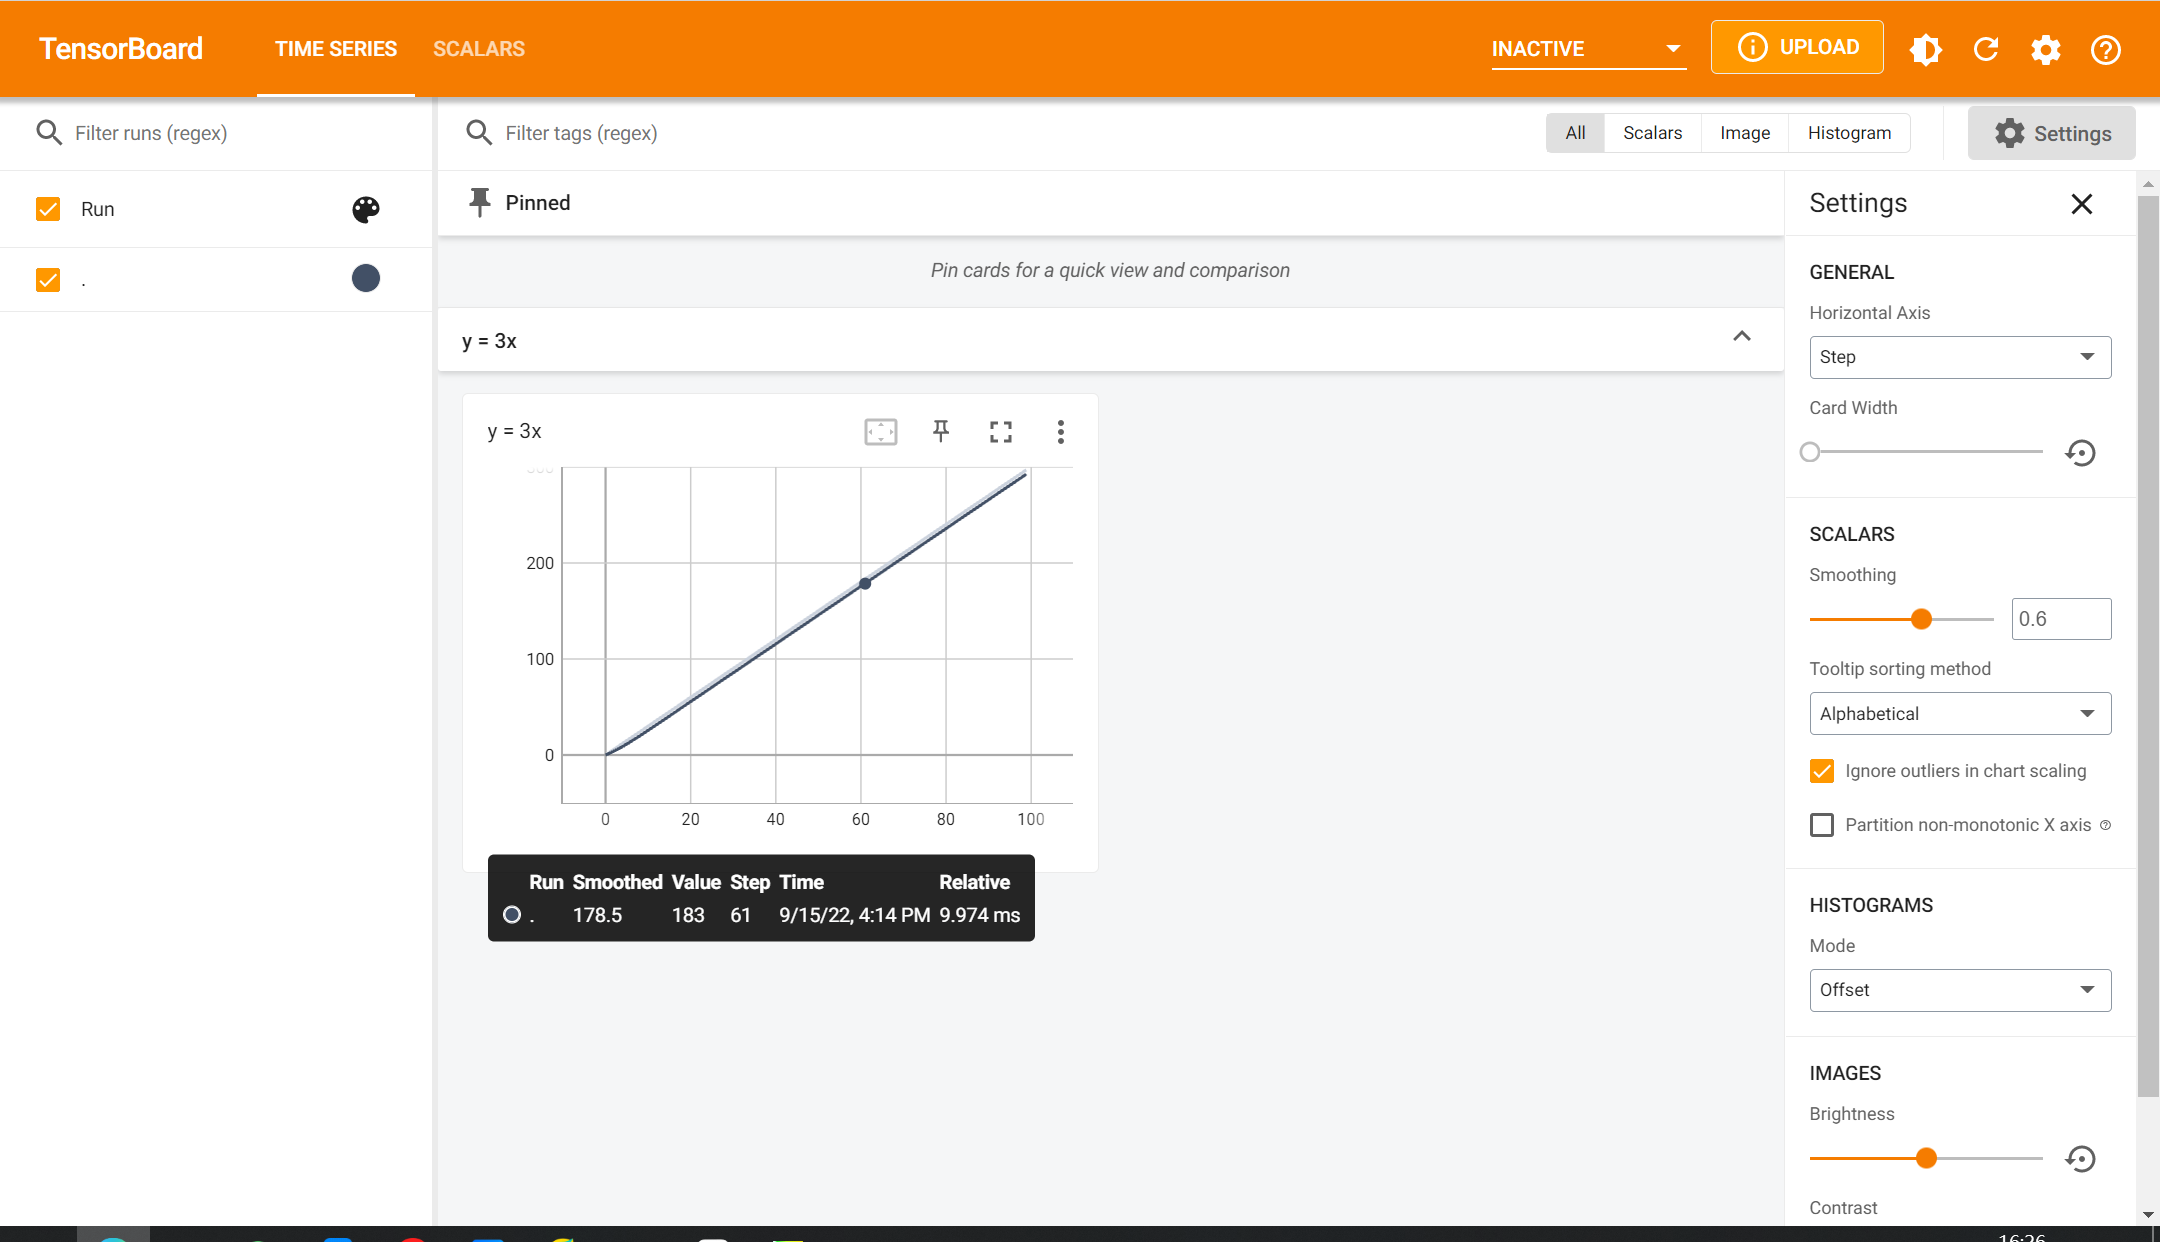 TensorBoard TIME SERIES SCALARS INACTIVE UPLOAD
Filter runs (regex)
Filter tags (regex) All Scalars Image Histogram Settings
Run
.
Pinned
Pin cards for a quick view and comparison
y = 3x
y = 3x
200
100
0
0 20 40 60 80 100
Run Smoothed Value Step Time Relative
. 178.5 183 61 9/15/22, 4:14 PM 9.974 ms
Settings
GENERAL
Horizontal Axis
Step
Card Width
SCALARS
Smoothing
0.6
Tooltip sorting method
Alphabetical
Ignore outliers in chart scaling
Partition non-monotonic X axis
HISTOGRAMS
Mode
Offset
IMAGES
Brightness
Contrast